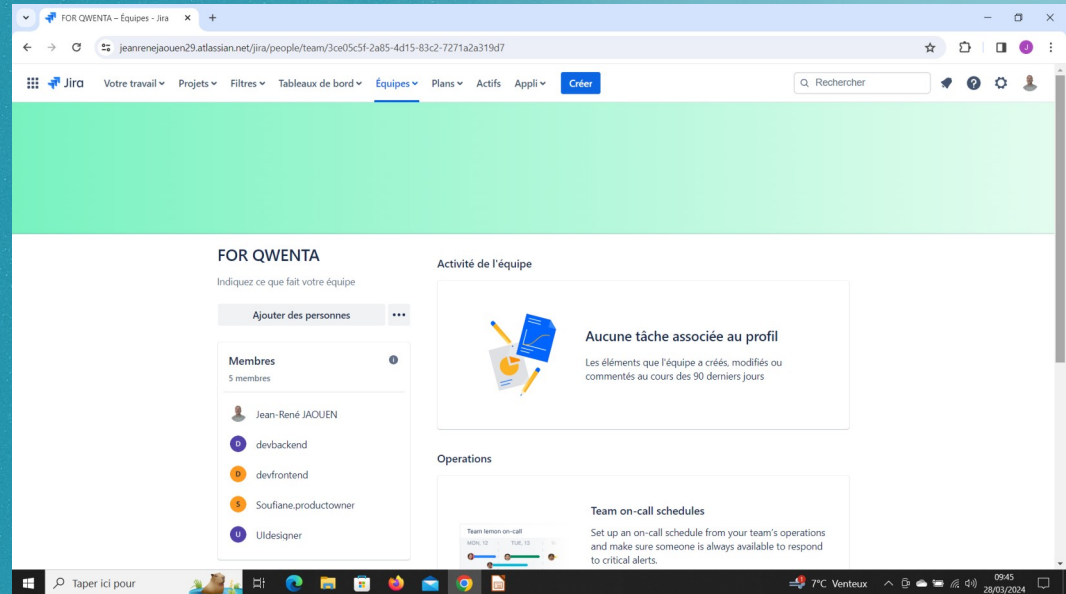 FOR QWENTA – Équipes - Jira
jeanrenejaouen29.atlassian.net/jira/people/team/3ce05c5f-2a85-4d15-83c2-7271a2a319d7
J
Jira Votre travail Projets Filtres Tableaux de bord Équipes Plans Actifs Appli Créer Rechercher
FOR QWENTA
Indiquez ce que fait votre équipe
Ajouter des personnes
Membres
5 membres
Jean-René JAOUEN
D devbackend
D devfrontend
S Soufiane.productowner
U UIdesigner
Activité de l'équipe
Aucune tâche associée au profil
Les éléments que l'équipe a créés, modifiés ou
commentés au cours des 90 derniers jours
Operations
Team on-call schedules
Set up an on-call schedule from your team's operations
and make sure someone is always available to respond
to critical alerts.
Team lemon on-call
MON, 12 TUE, 13
Taper ici pour
7°C Venteux
09:45
28/03/2024